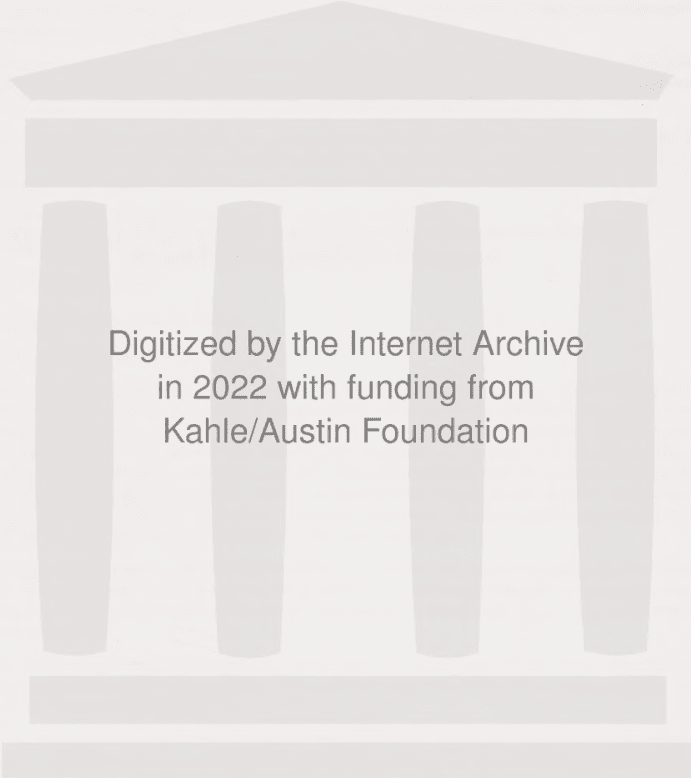 Digitized by the Internet Archive
in 2022 with funding from
Kahle/Austin Foundation